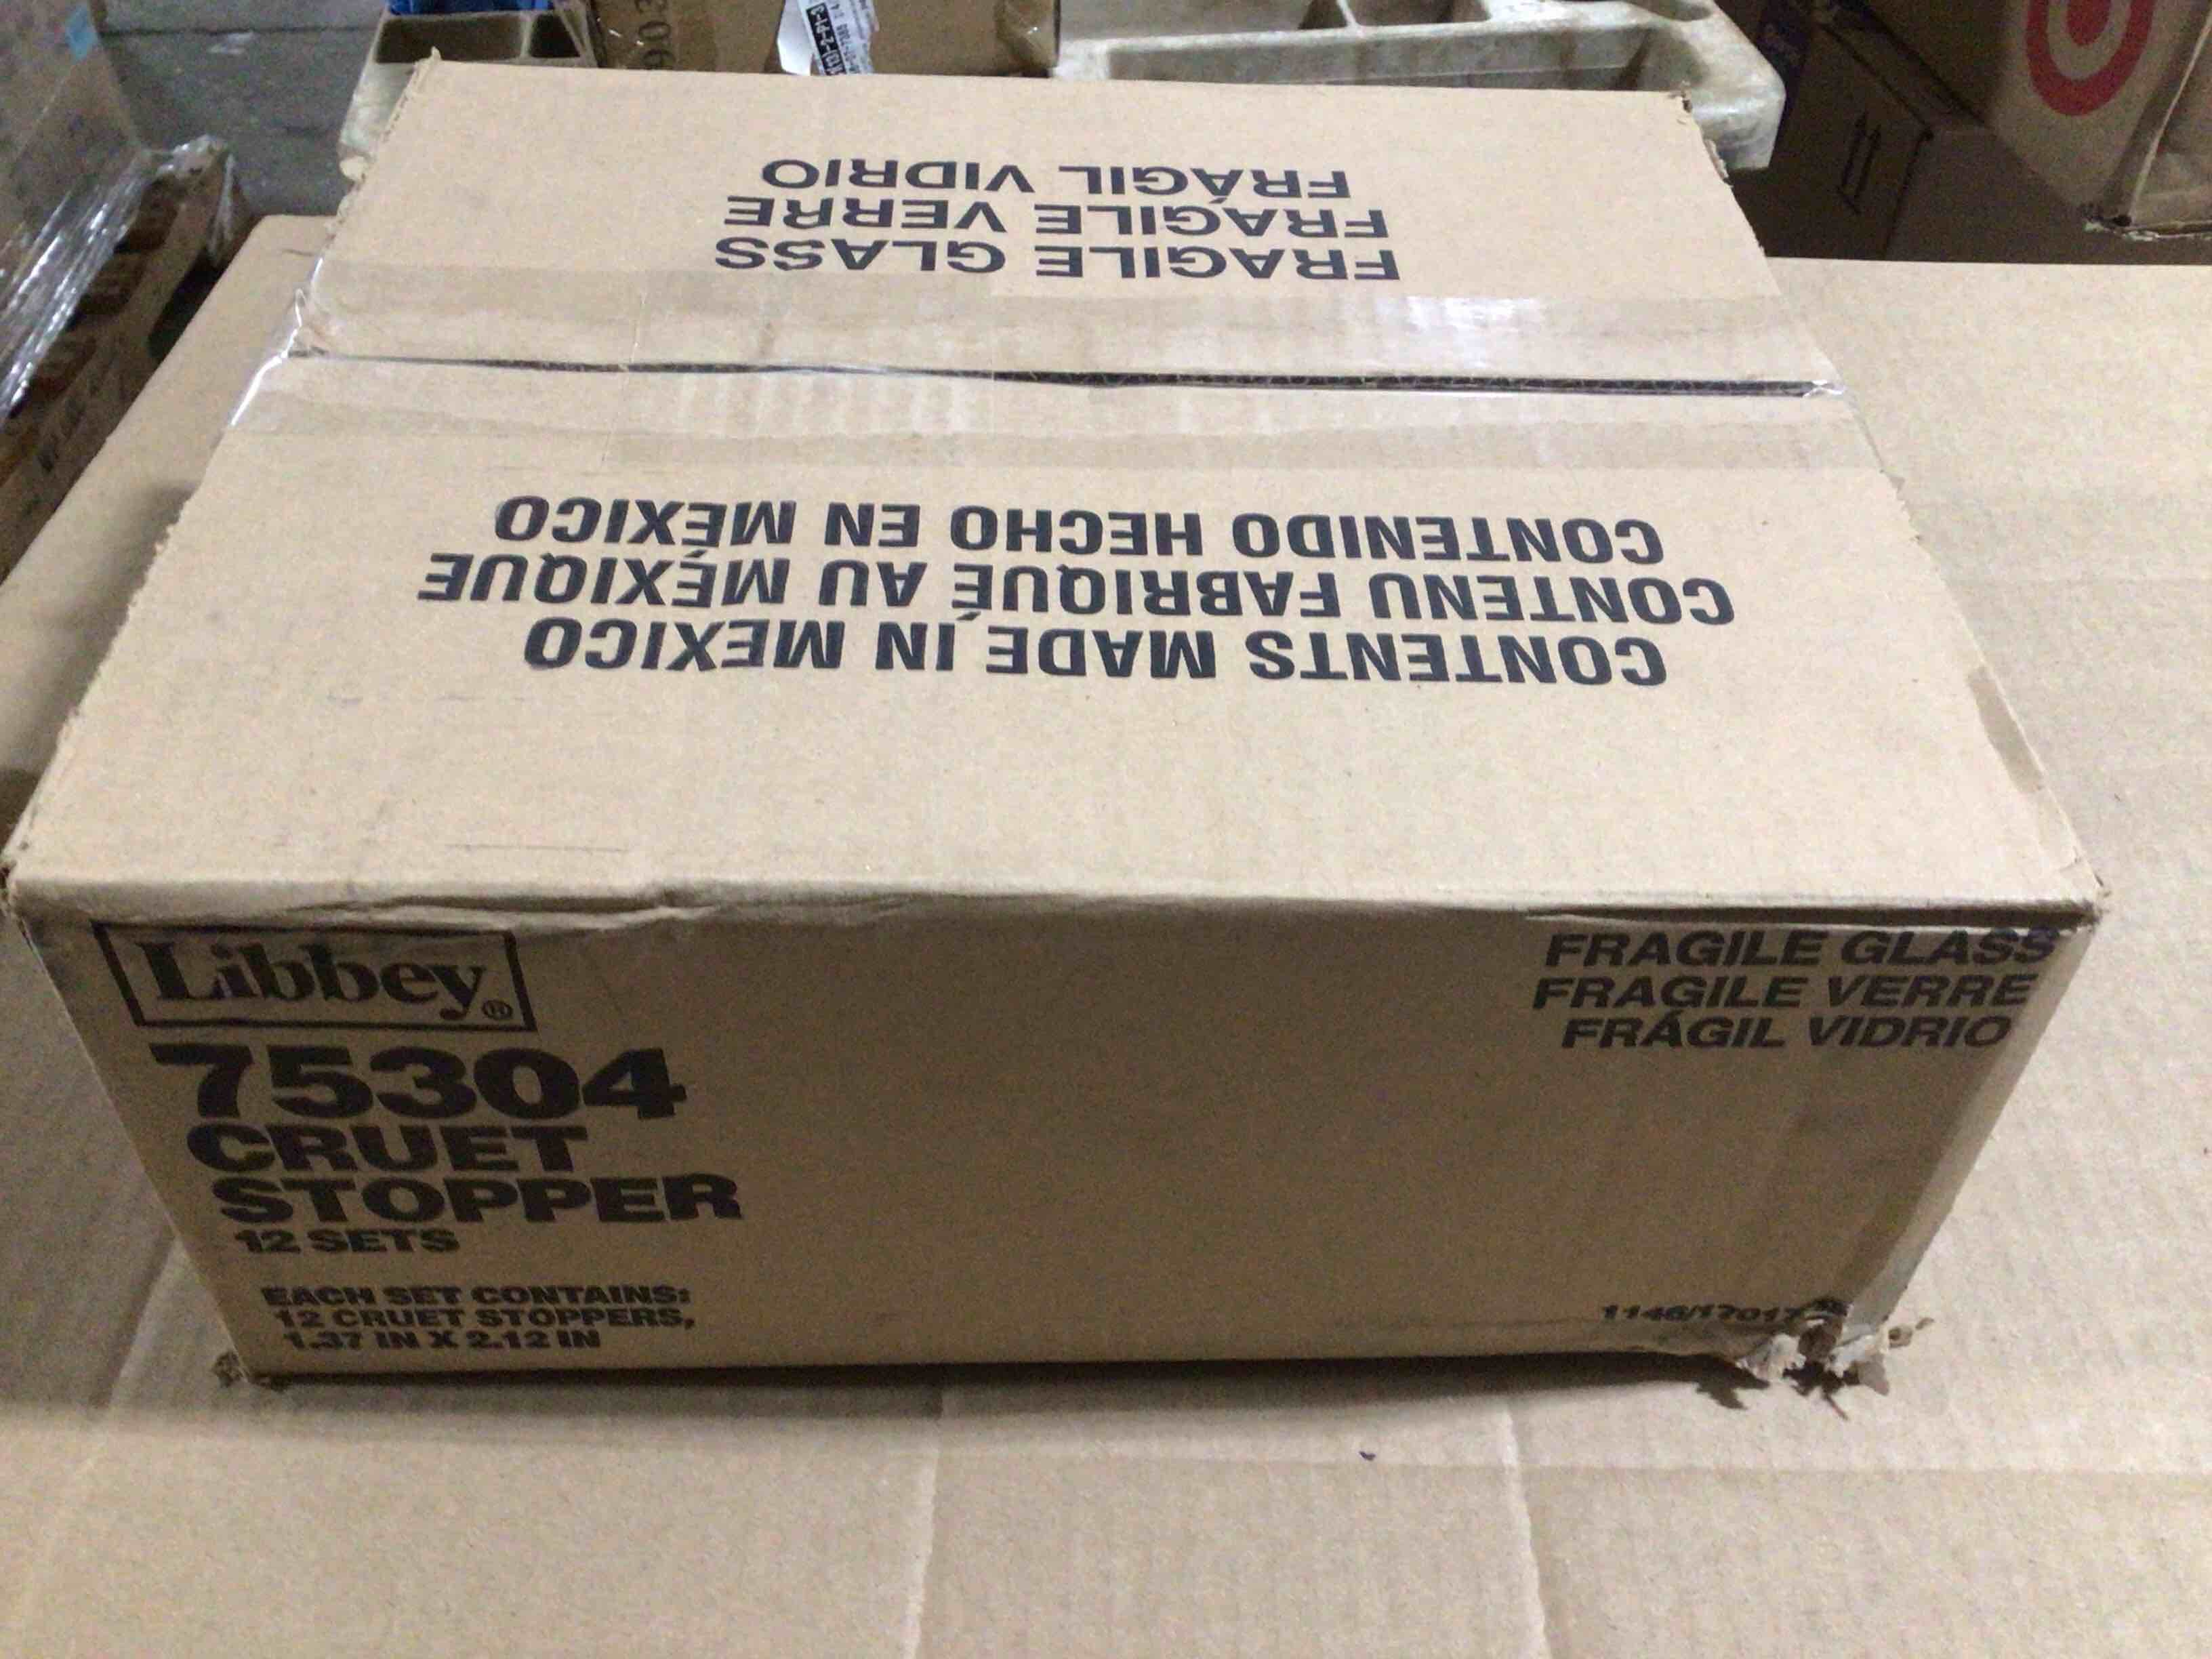 FRAGILE GLASS
FRAGILE VERRE
FRÁGIL VIDRIO
CONTENTS MADE IN MEXICO
CONTENU FABRIQUÉ AU MÉXIQUE
CONTENIDO HECHO EN MÉXICO
Libbey®
75304
CRUET
STOPPER
12 SETS
EACH SET CONTAINS:
12 CRUET STOPPERS,
1.37 IN X 2.12 IN
FRAGILE GLASS
FRAGILE VERRE
FRÁGIL VIDRIO